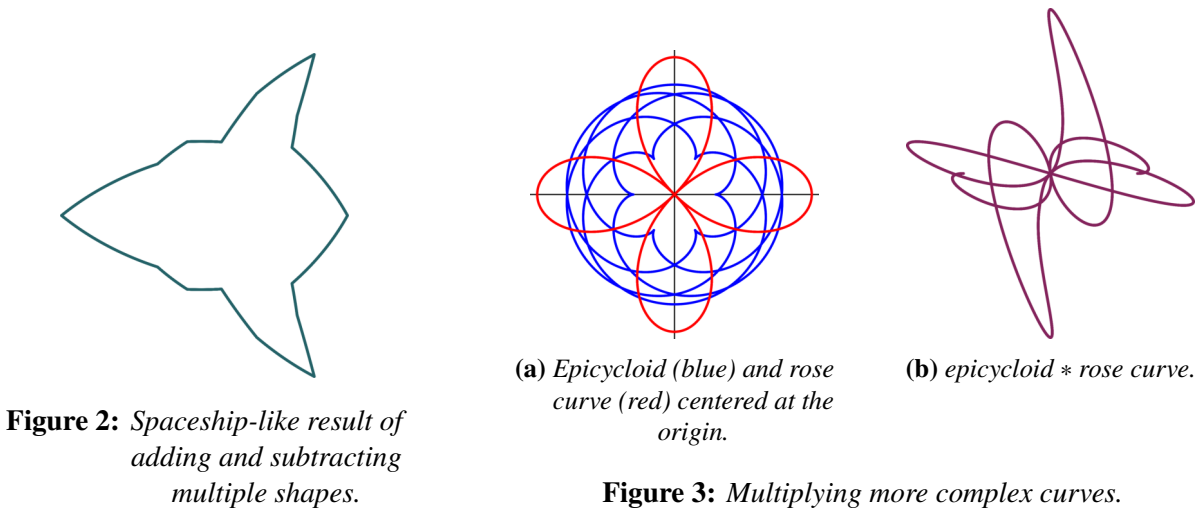 Figure 2: Spaceship-like result of
adding and subtracting
multiple shapes.
(a) Epicycloid (blue) and rose
curve (red) centered at the
origin.
(b) epicycloid * rose curve.
Figure 3: Multiplying more complex curves.